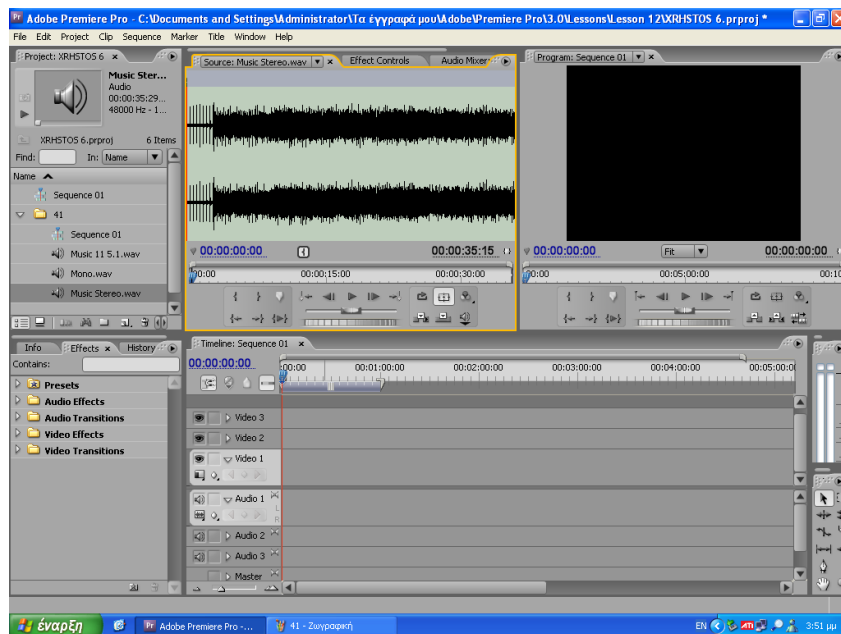 Adobe Premiere Pro - C:\Documents and Settings\Administrator\Τα έγγραφά μου\Adobe\Premiere Pro\3.0\Lessons\Lesson 12\XRHSTOS 6.prproj *
File Edit Project Clip Sequence Marker Title Window Help
Project: XRHSTOS 6
Music Ster...
Audio
00:00:35:29...
48000 Hz - 1...
XRHSTOS 6.prproj 6 Items
Find: In: Name
Name
Sequence 01
41
Sequence 01
Music 11 5.1.wav
Mono.wav
Music Stereo.wav
Source: Music Stereo.wav Effect Controls Audio Mixer
00:00:00:00 00:00:35:15
00:00 00:00:15:00 00:00:30:00
Program: Sequence 01
00:00:00:00 Fit 00:00:00:00
00:00 00:05:00:00 00:10
Info Effects History
Contains:
Presets
Audio Effects
Audio Transitions
Video Effects
Video Transitions
Timeline: Sequence 01
00:00:00:00
00:00 00:01:00:00 00:02:00:00 00:03:00:00 00:04:00:00 00:05:00:0
Video 3
Video 2
Video 1
Audio 1
L
R
Audio 2
Audio 3
Master
έναρξη Adobe Premiere Pro -... 41 - Ζωγραφική EN 3:51 μμ